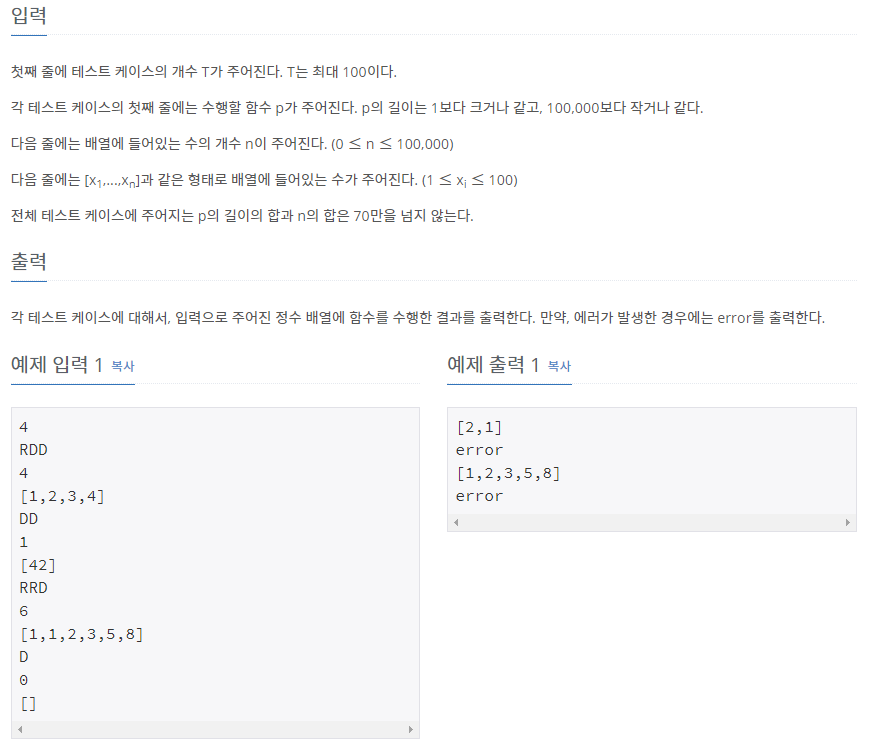 입력
첫째 줄에 테스트 케이스의 개수 T가 주어진다. T는 최대 100이다.
각 테스트 케이스의 첫째 줄에는 수행할 함수 p가 주어진다. p의 길이는 1보다 크거나 같고, 100,000보다 작거나 같다.
다음 줄에는 배열에 들어있는 수의 개수 n이 주어진다. (0 ≤ n ≤ 100,000)
다음 줄에는 [x1,...,xn]과 같은 형태로 배열에 들어있는 수가 주어진다. (1 ≤ xi ≤ 100)
전체 테스트 케이스에 주어지는 p의 길이의 합과 n의 합은 70만을 넘지 않는다.
출력
각 테스트 케이스에 대해서, 입력으로 주어진 정수 배열에 함수를 수행한 결과를 출력한다. 만약, 에러가 발생한 경우에는 error를 출력한다.
예제 입력 1 복사
4
RDD
4
[1,2,3,4]
DD
1
[42]
RRD
6
[1,1,2,3,5,8]
D
0
[]
예제 출력 1 복사
[2,1]
error
[1,2,3,5,8]
error